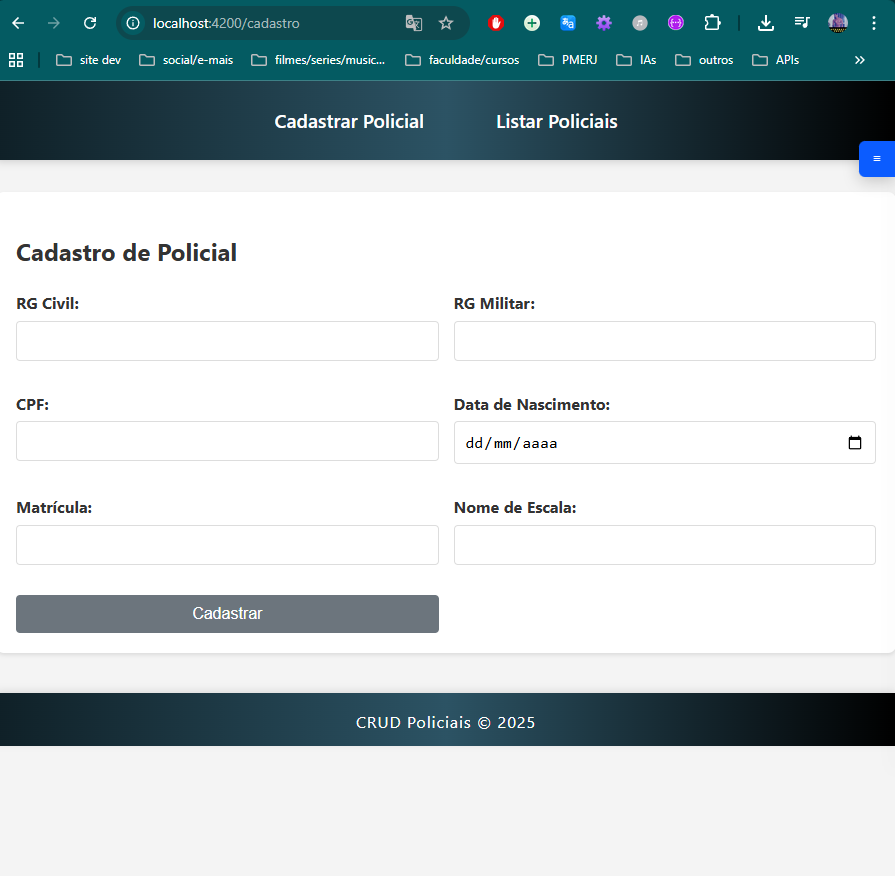 localhost:4200/cadastro
site dev social/e-mais filmes/series/music... faculdade/cursos PMERJ IAs outros APIs »
Cadastrar Policial Listar Policiais
≡
Cadastro de Policial
RG Civil: RG Militar:
CPF: Data de Nascimento:
dd/mm/aaaa
Matrícula: Nome de Escala:
Cadastrar
CRUD Policiais © 2025